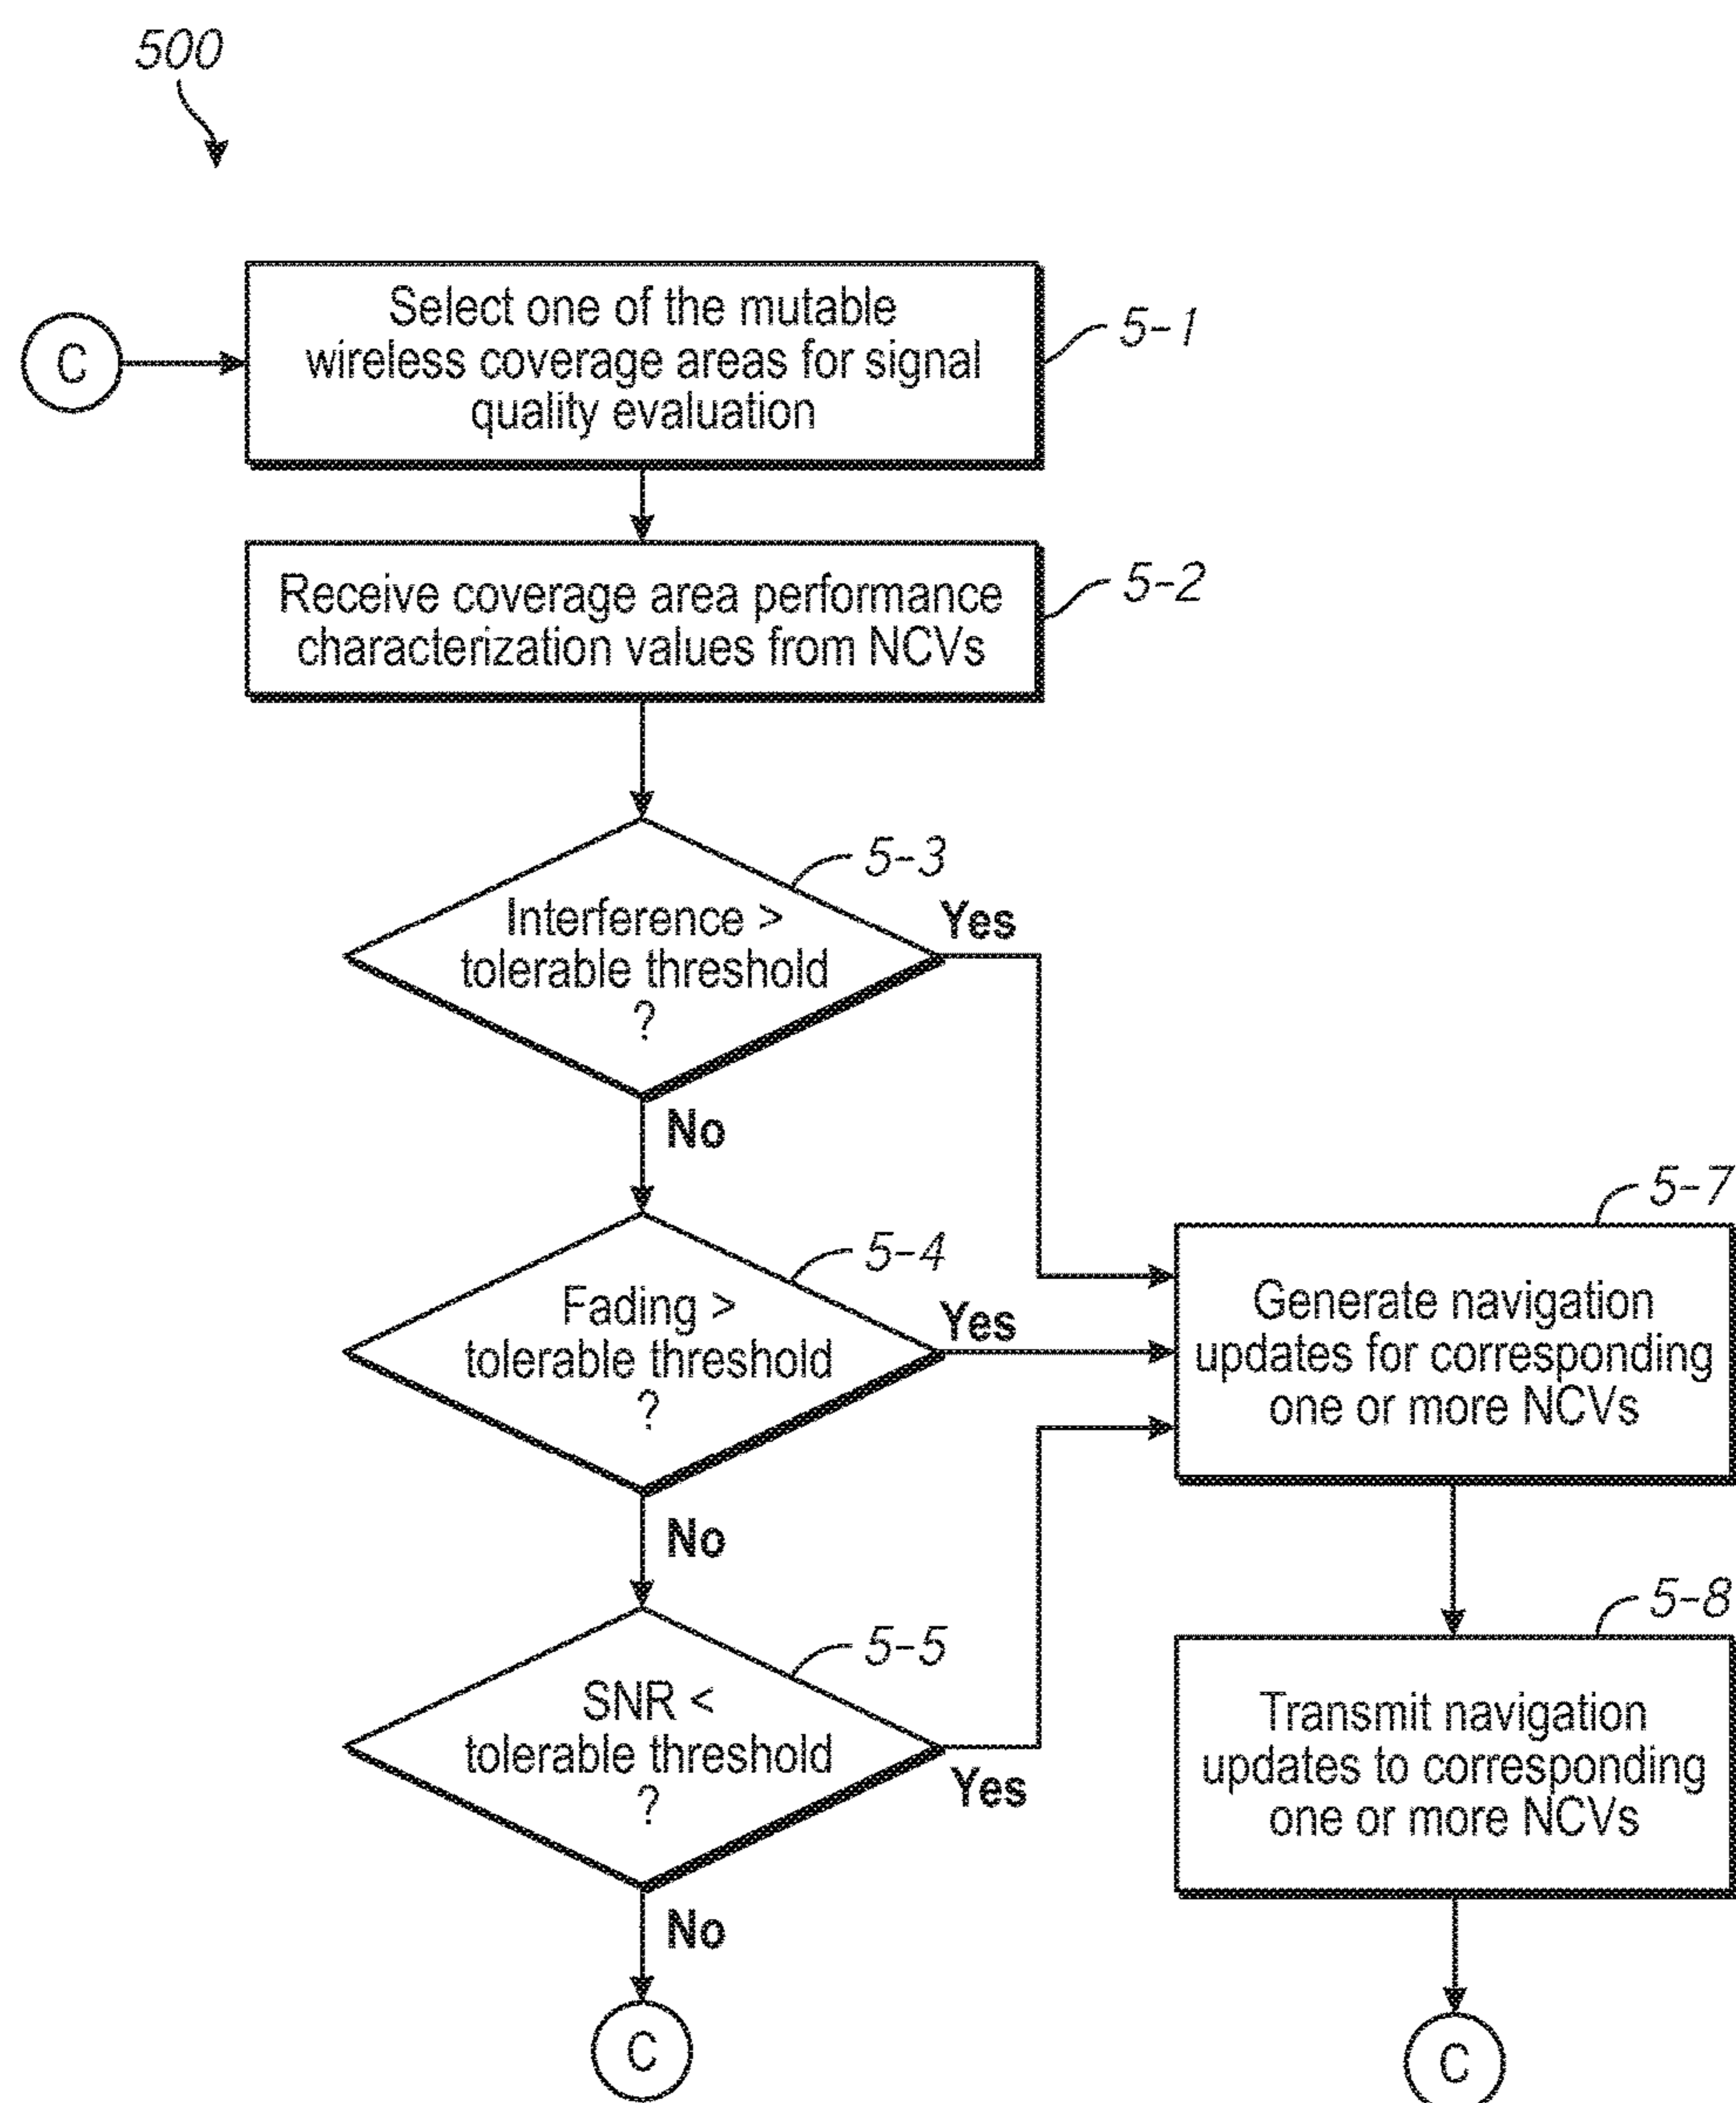 500
C
Select one of the mutable
wireless coverage areas for signal
quality evaluation
5-1
Receive coverage area performance
characterization values from NCVs
5-2
5-3
Interference >
tolerable threshold
?
Yes
No
5-4
Fading >
tolerable threshold
?
Yes
No
5-5
SNR <
tolerable threshold
?
Yes
No
C
5-7
Generate navigation
updates for corresponding
one or more NCVs
5-8
Transmit navigation
updates to corresponding
one or more NCVs
C